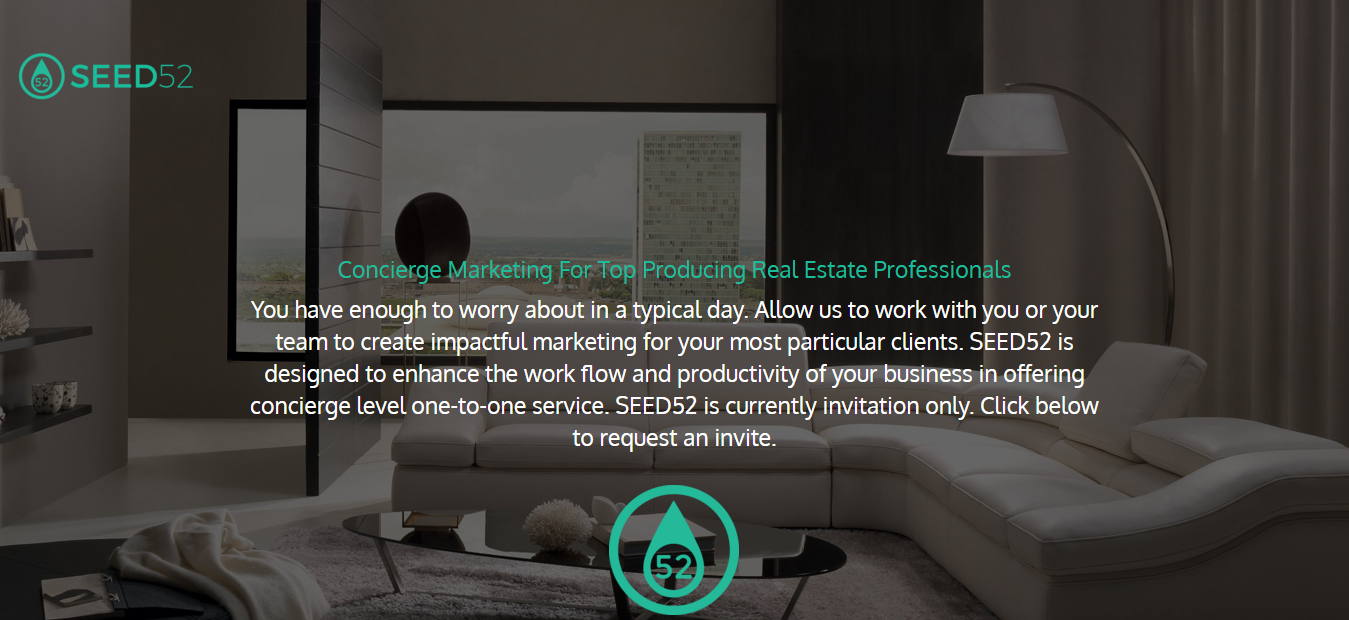 52 SEED52
Concierge Marketing For Top Producing Real Estate Professionals
You have enough to worry about in a typical day. Allow us to work with you or your
team to create impactful marketing for your most particular clients. SEED52 is
designed to enhance the work flow and productivity of your business in offering
concierge level one-to-one service. SEED52 is currently invitation only. Click below
to request an invite.
52